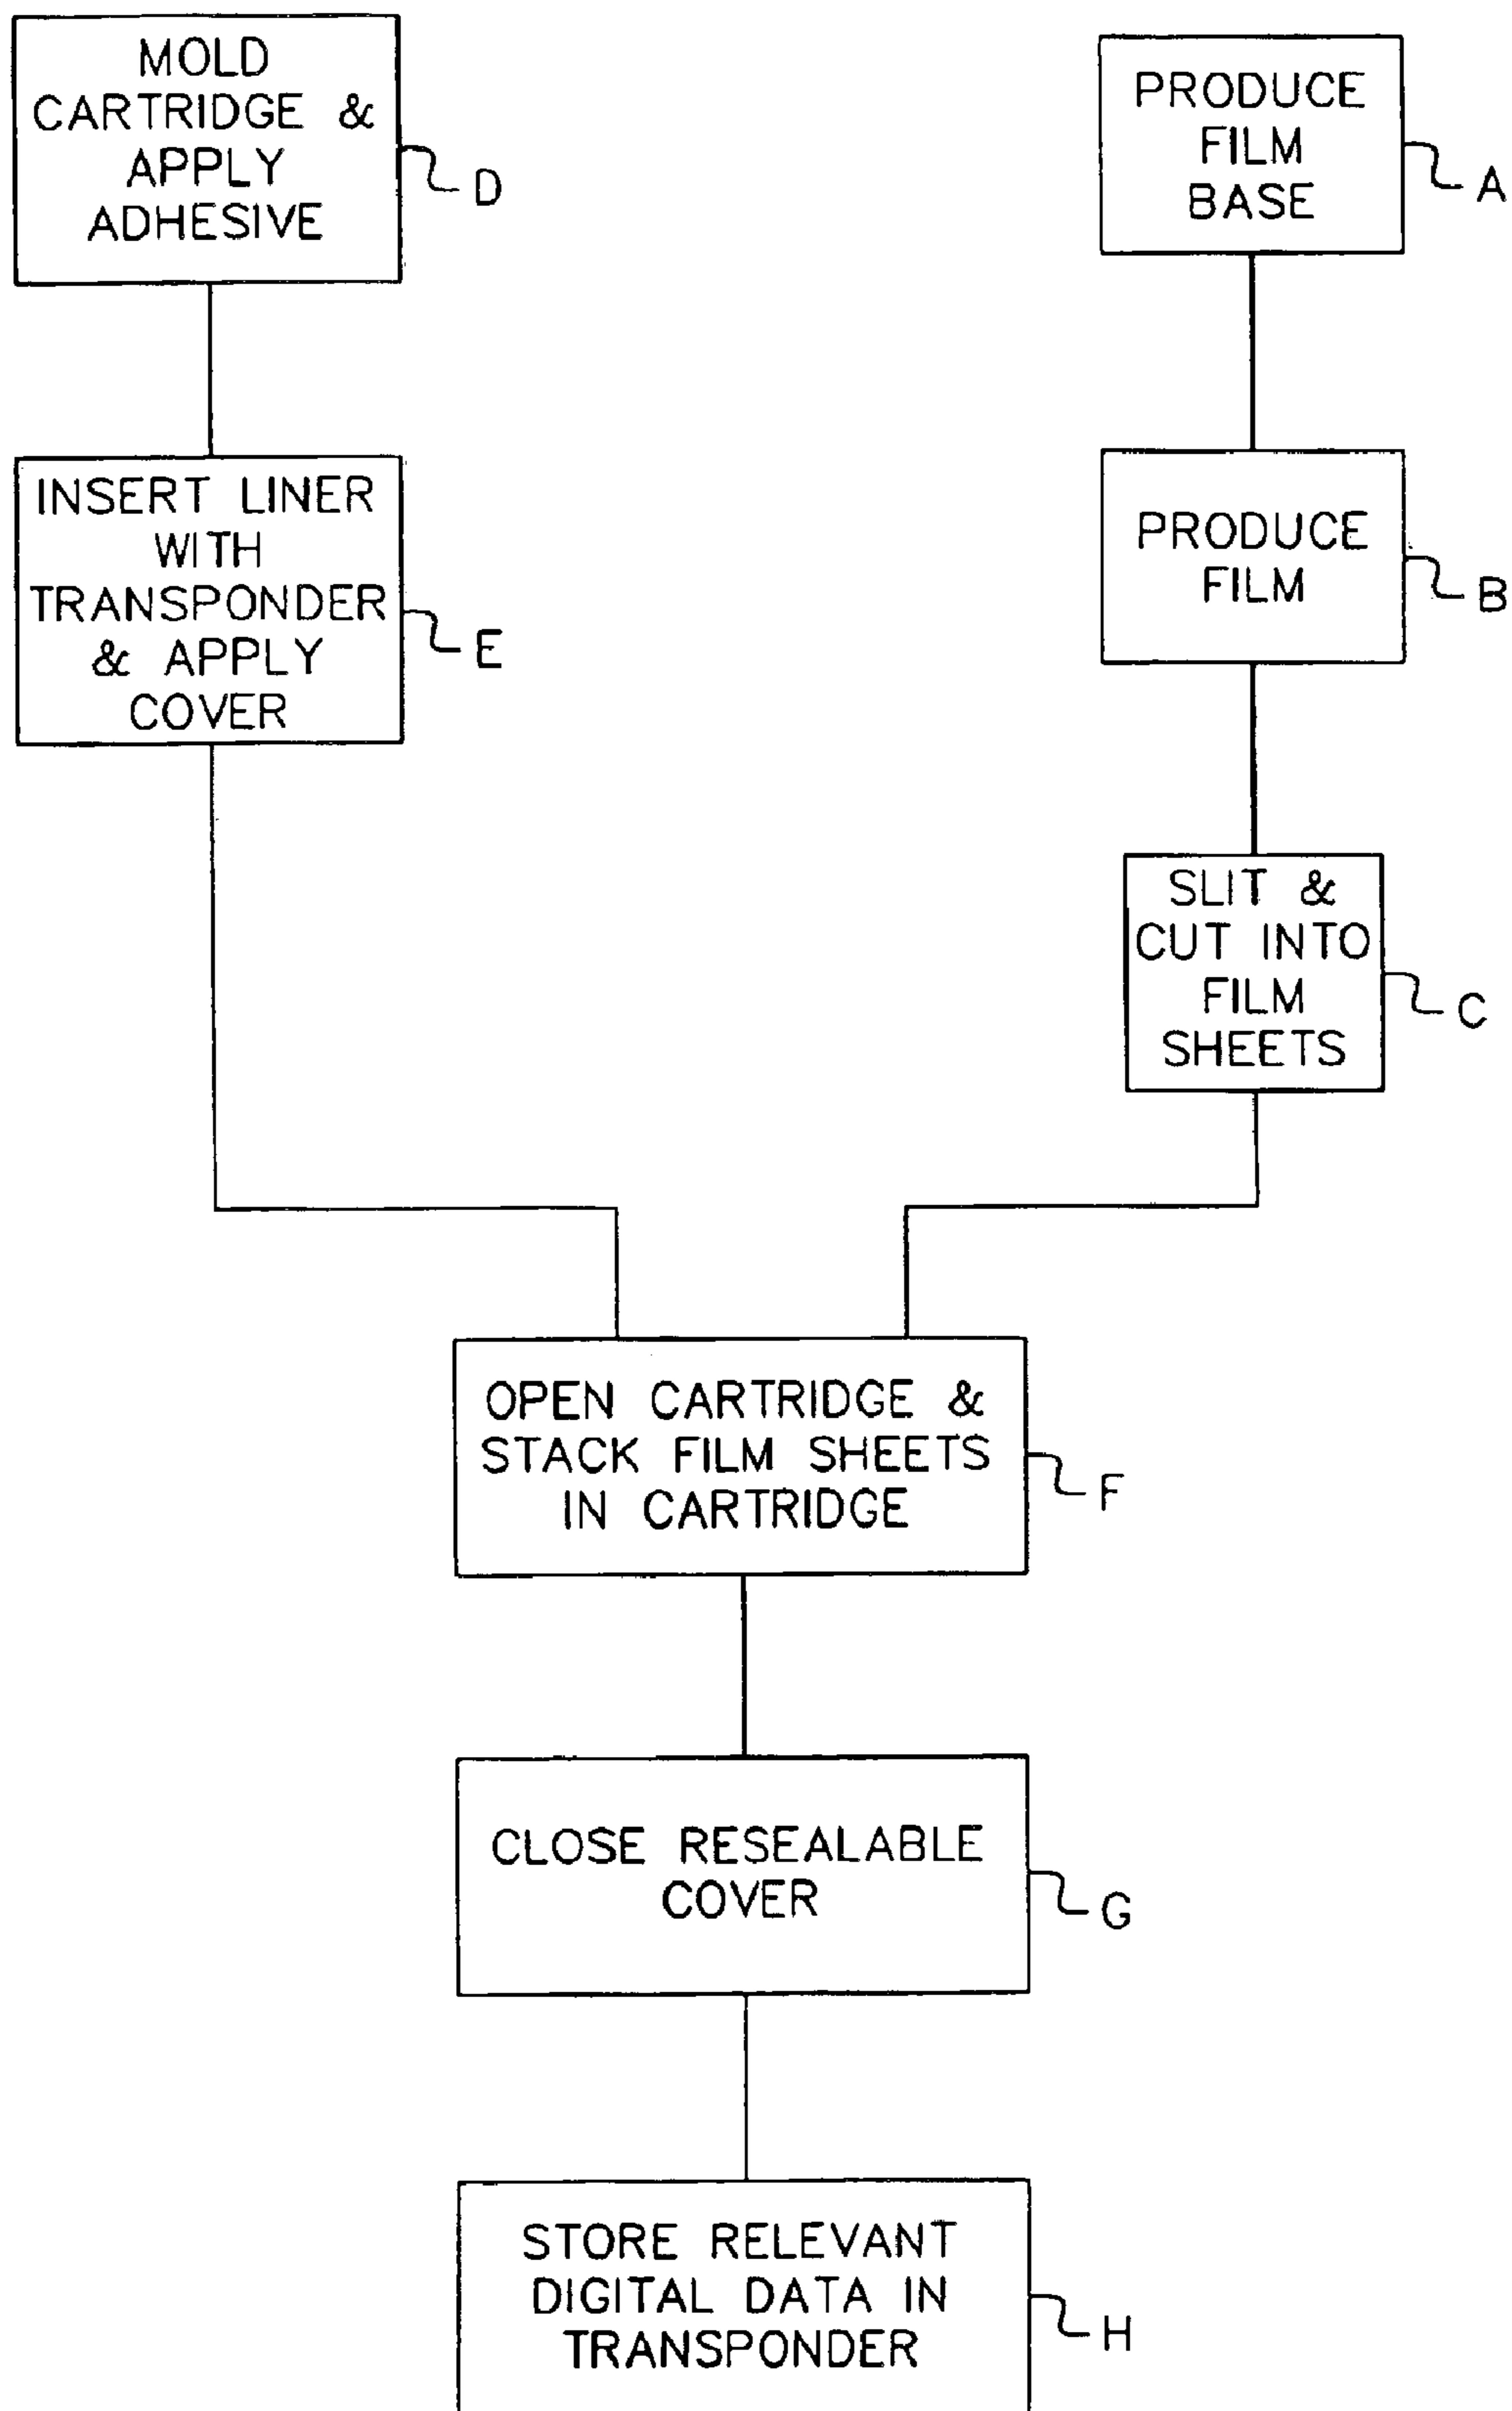 MOLD
CARTRIDGE &
APPLY
ADHESIVE
D
PRODUCE
FILM
BASE
A
INSERT LINER
WITH
TRANSPONDER
& APPLY
COVER
E
PRODUCE
FILM
B
SLIT &
CUT INTO
FILM
SHEETS
C
OPEN CARTRIDGE &
STACK FILM SHEETS
IN CARTRIDGE
F
CLOSE RESEALABLE
COVER
G
STORE RELEVANT
DIGITAL DATA IN
TRANSPONDER
H